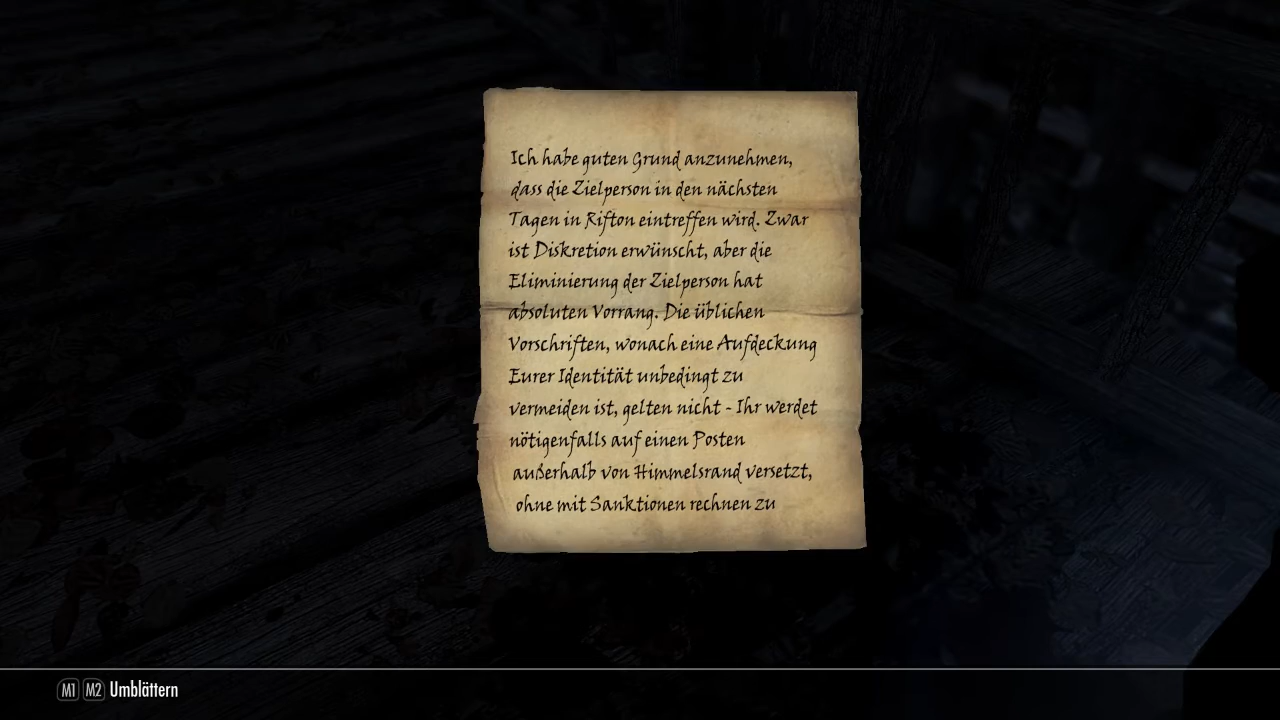 Ich habe guten Grund anzunehmen,
dass die Zielperson in den nächsten
Tagen in Rifton eintreffen wird. Zwar
ist Diskretion erwünscht, aber die
Eliminierung der Zielperson hat
absoluten Vorrang. Die üblichen
Vorschriften, wonach eine Aufdeckung
Eurer Identität unbedingt zu
vermeiden ist, gelten nicht - Ihr werdet
nötigenfalls auf einen Posten
außerhalb von Himmelsrand versetzt,
ohne mit Sanktionen rechnen zu
M1 M2 Umblättern